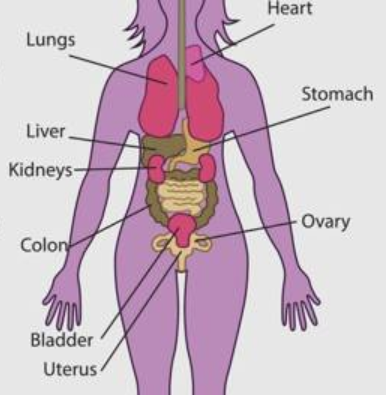 Heart
Lungs
Stomach
Liver
Kidneys
Ovary
Colon
Bladder
Uterus